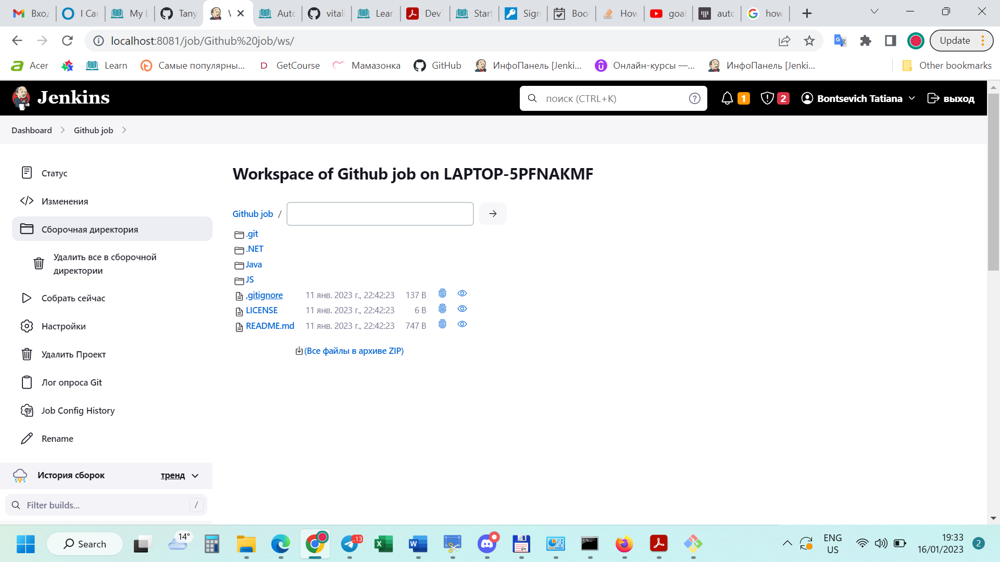 Вход
I Car
My L
Tany
Auto
vitali
Lear
Dev
Start
Sign
Boo
How
goal
auto
how
localhost:8081/job/Github%20job/ws/
Update
Acer
Learn
Самые популярны...
GetCourse
Мамазонка
GitHub
ИнфоПанель [Jenki...
Онлайн-курсы —...
ИнфоПанель [Jenki...
Other bookmarks
Jenkins
поиск (CTRL+K)
1
2
Bontsevich Tatiana
выход
Dashboard
Github job
Статус
Изменения
Сборочная директория
Удалить все в сборочной
директории
Собрать сейчас
Настройки
Удалить Проект
Лог опроса Git
Job Config History
Rename
История сборок
тренд
Filter builds...
/
Workspace of Github job on LAPTOP-5PFNAKMF
Github job /
.git
.NET
Java
JS
.gitignore 11 янв. 2023 г., 22:42:23 137 B
LICENSE 11 янв. 2023 г., 22:42:23 6 B
README.md 11 янв. 2023 г., 22:42:23 747 B
(Все файлы в архиве ZIP)
Search
14°
..13
64
ENG
US
19:33
16/01/2023
2